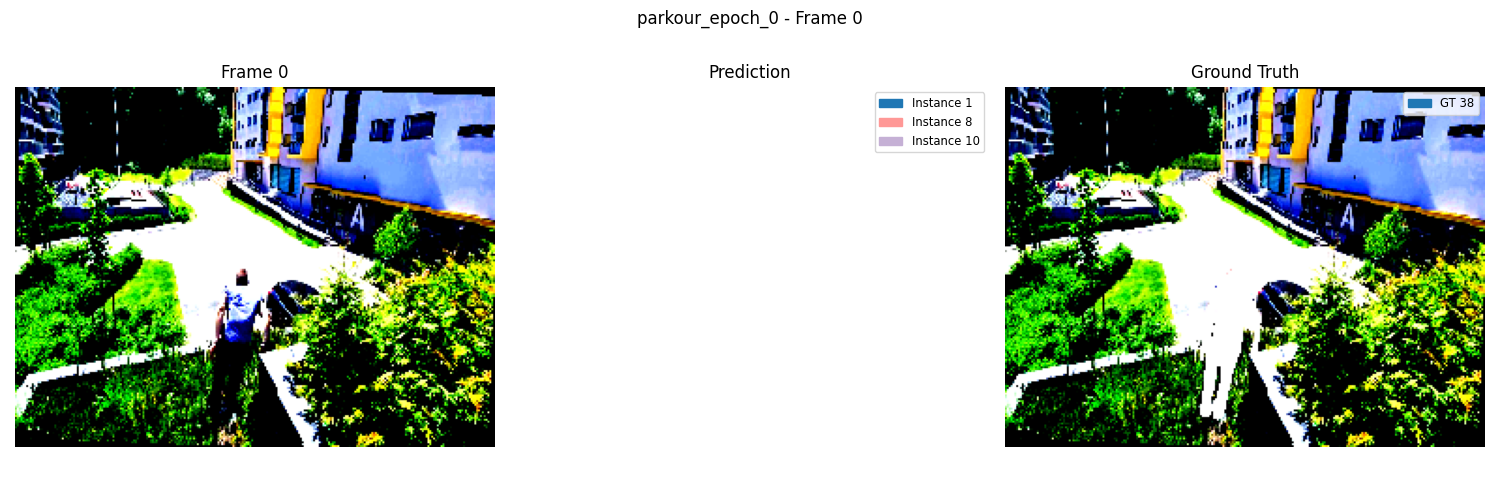 parkour_epoch_0 - Frame 0
Frame 0
Prediction
Ground Truth
Instance 1
Instance 8
Instance 10
GT 38
A
A